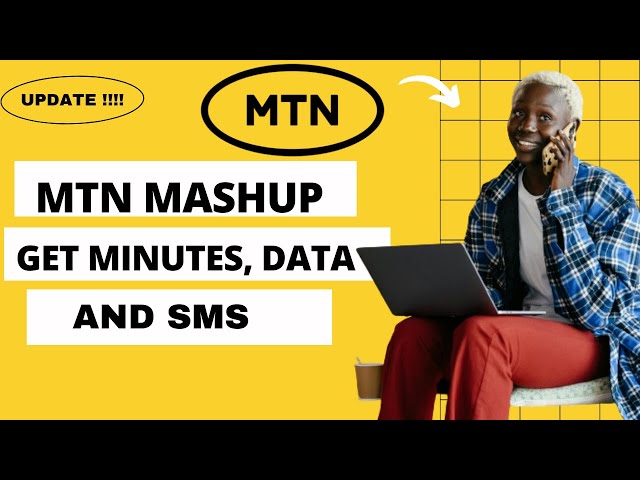 UPDATE !!!!
MTN
MTN MASHUP
GET MINUTES, DATA
AND SMS